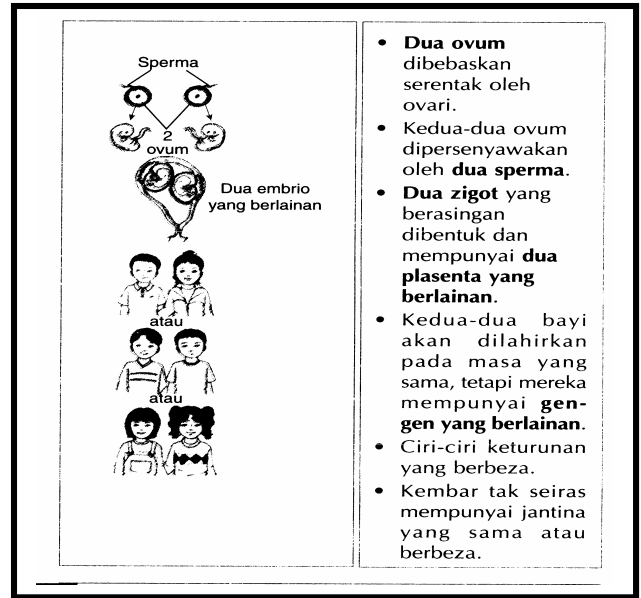 Sperma
2
ovum
Dua embrio
yang berlainan
atau
atau
• Dua ovum
dibebaskan
serentak oleh
ovari.
• Kedua-dua ovum
dipersenyawakan
oleh dua sperma.
• Dua zigot yang
berasingan
dibentuk dan
mempunyai dua
plasenta yang
berlainan.
• Kedua-dua bayi
akan dilahirkan
pada masa yang
sama, tetapi mereka
mempunyai gen-
gen yang berlainan.
• Ciri-ciri keturunan
yang berbeza.
• Kembar tak seiras
mempunyai jantina
yang sama atau
berbeza.